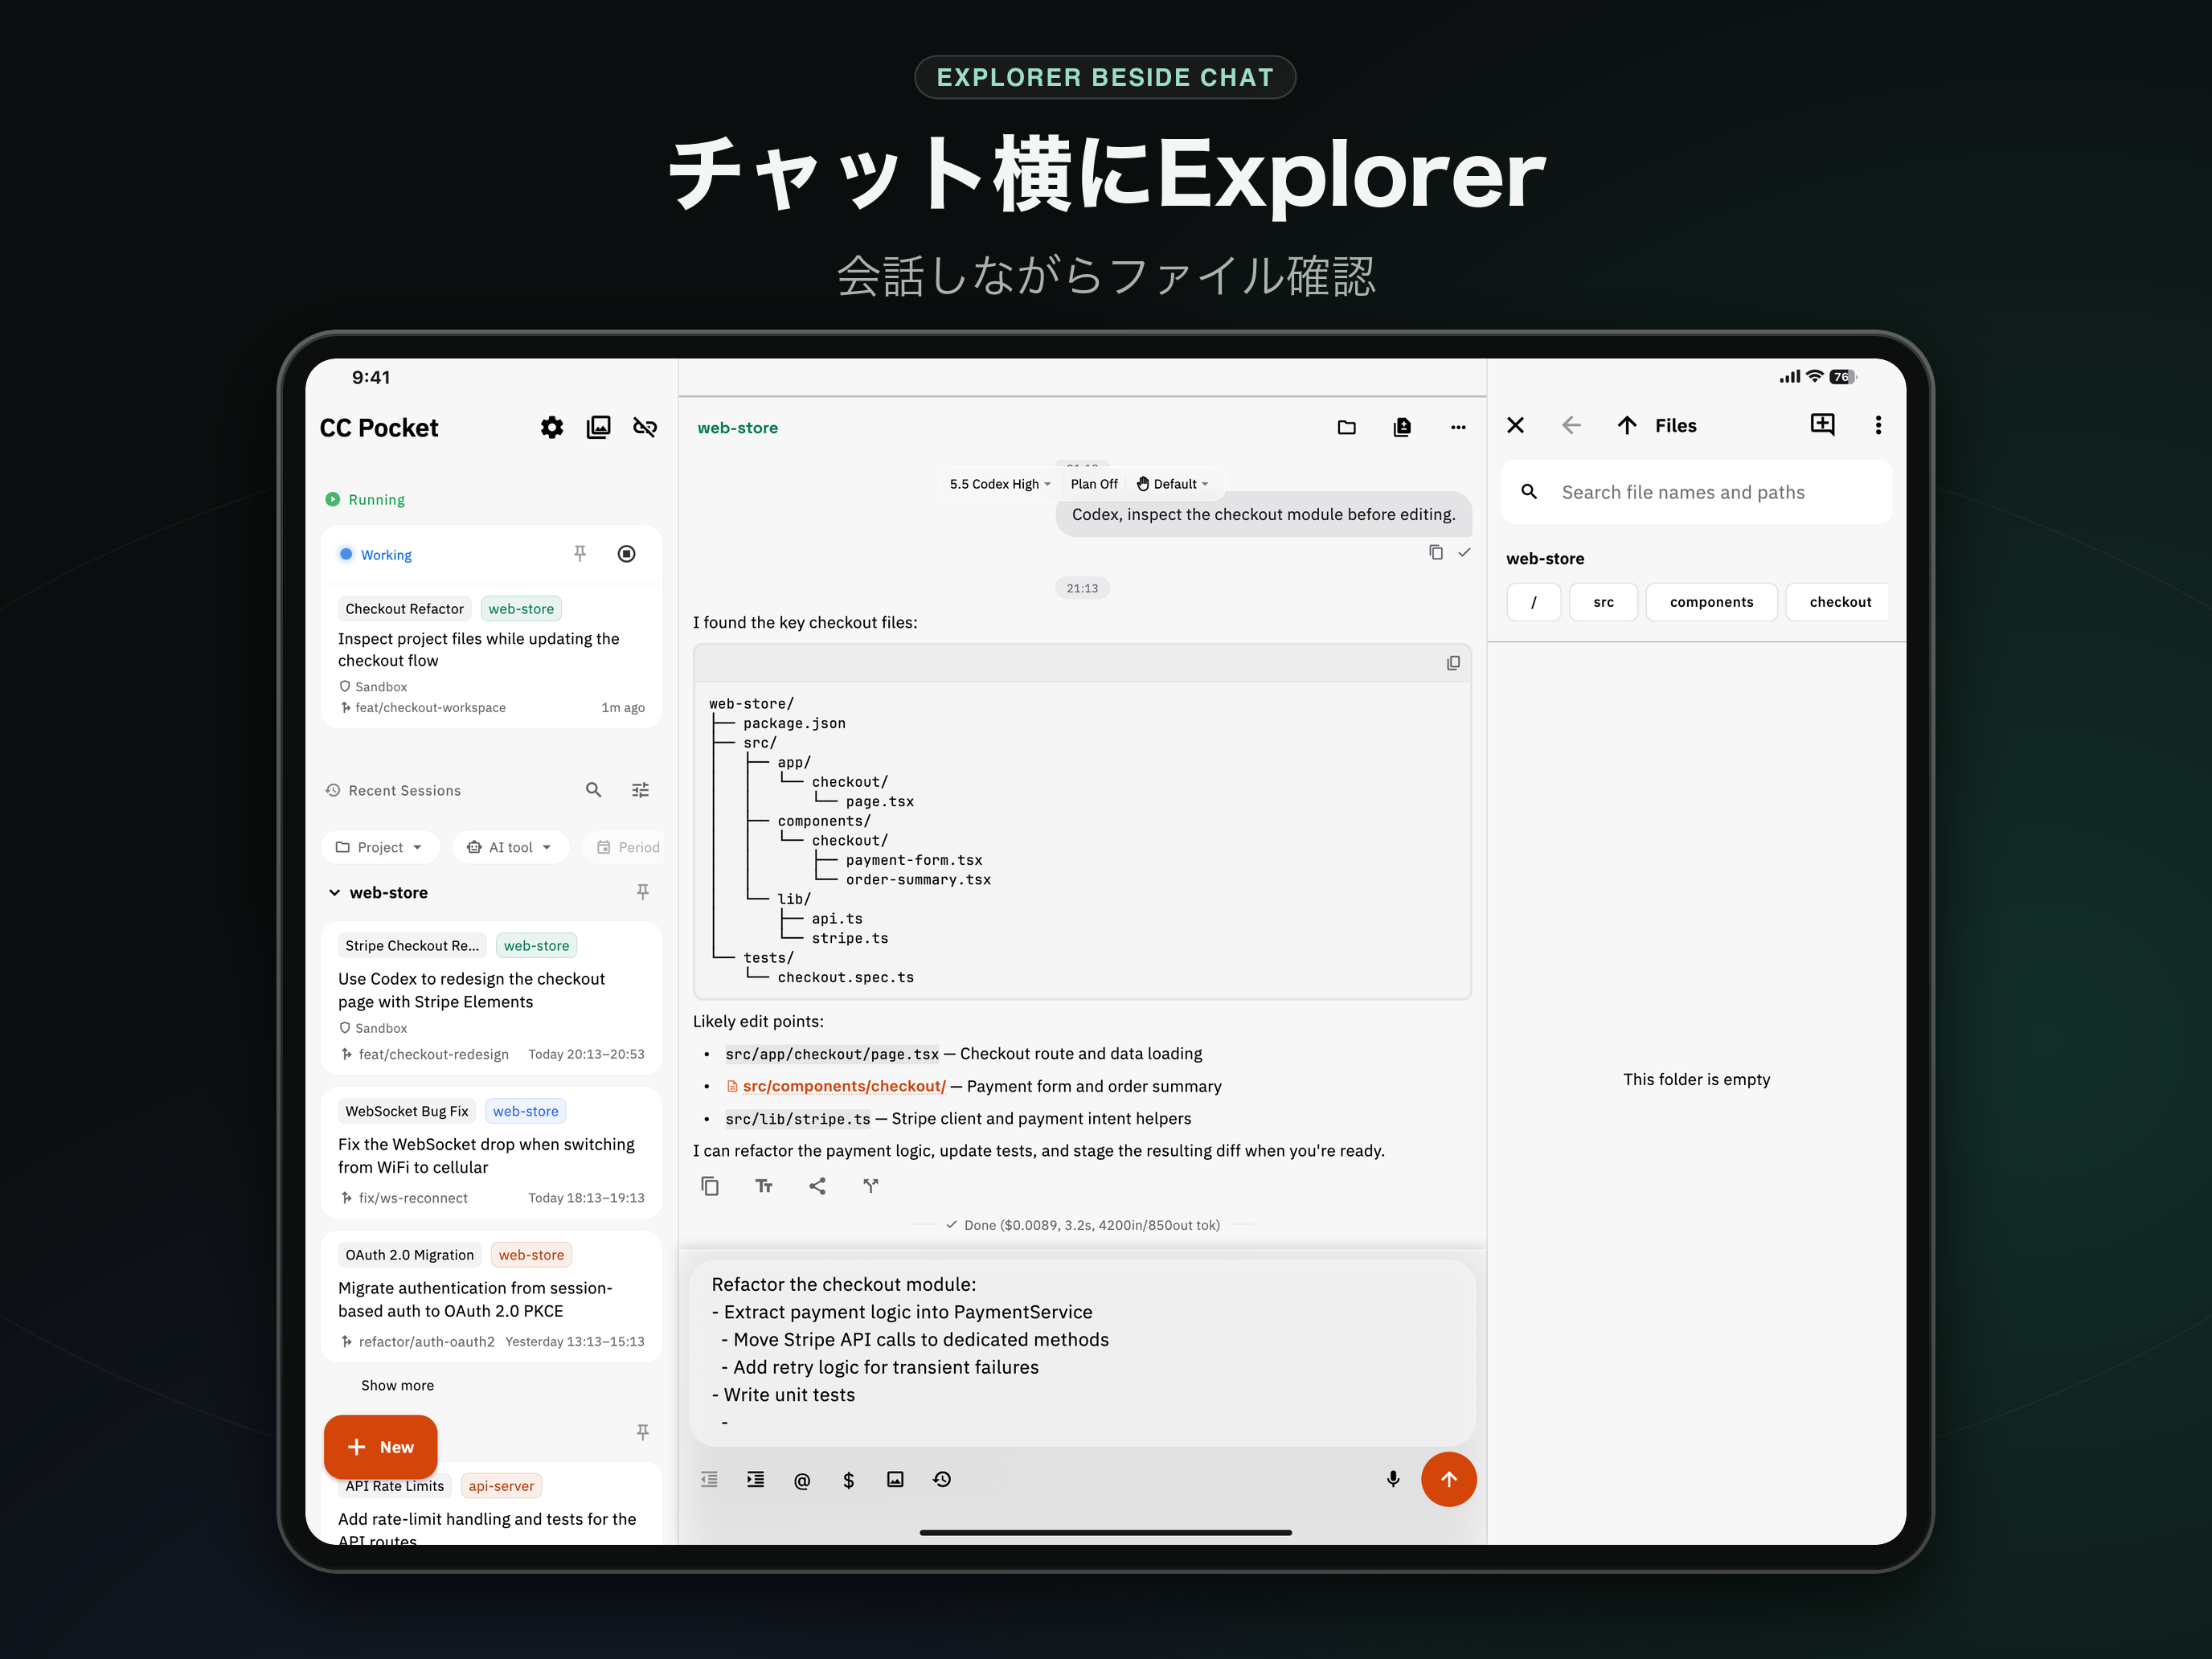 EXPLORER BESIDE CHAT
チャット横にExplorer
会話しながらファイル確認
9:41
76
CC Pocket
Running
Working
Checkout Refactor web-store
Inspect project files while updating the
checkout flow
Sandbox
feat/checkout-workspace 1m ago
Recent Sessions
Project AI tool Period
web-store
Stripe Checkout Re... web-store
Use Codex to redesign the checkout
page with Stripe Elements
Sandbox
feat/checkout-redesign Today 20:13–20:53
WebSocket Bug Fix web-store
Fix the WebSocket drop when switching
from WiFi to cellular
fix/ws-reconnect Today 18:13–19:13
OAuth 2.0 Migration web-store
Migrate authentication from session-
based auth to OAuth 2.0 PKCE
refactor/auth-oauth2 Yesterday 13:13–15:13
Show more
+ New
API Rate Limits api-server
Add rate-limit handling and tests for the
API routes
web-store
5.5 Codex High Plan Off Default
Codex, inspect the checkout module before editing.
21:13
I found the key checkout files:
web-store/
├── package.json
├── src/
│   ├── app/
│   │   └── checkout/
│   │       └── page.tsx
│   ├── components/
│   │   └── checkout/
│   │       ├── payment-form.tsx
│   │       └── order-summary.tsx
│   └── lib/
│       ├── api.ts
│       └── stripe.ts
└── tests/
    └── checkout.spec.ts
Likely edit points:
• src/app/checkout/page.tsx — Checkout route and data loading
• src/components/checkout/ — Payment form and order summary
• src/lib/stripe.ts — Stripe client and payment intent helpers
I can refactor the payment logic, update tests, and stage the resulting diff when you're ready.
Done ($0.0089, 3.2s, 4200in/850out tok)
Refactor the checkout module:
- Extract payment logic into PaymentService
  - Move Stripe API calls to dedicated methods
  - Add retry logic for transient failures
- Write unit tests
  -
@ $
Files
Search file names and paths
web-store
/ src components checkout
This folder is empty